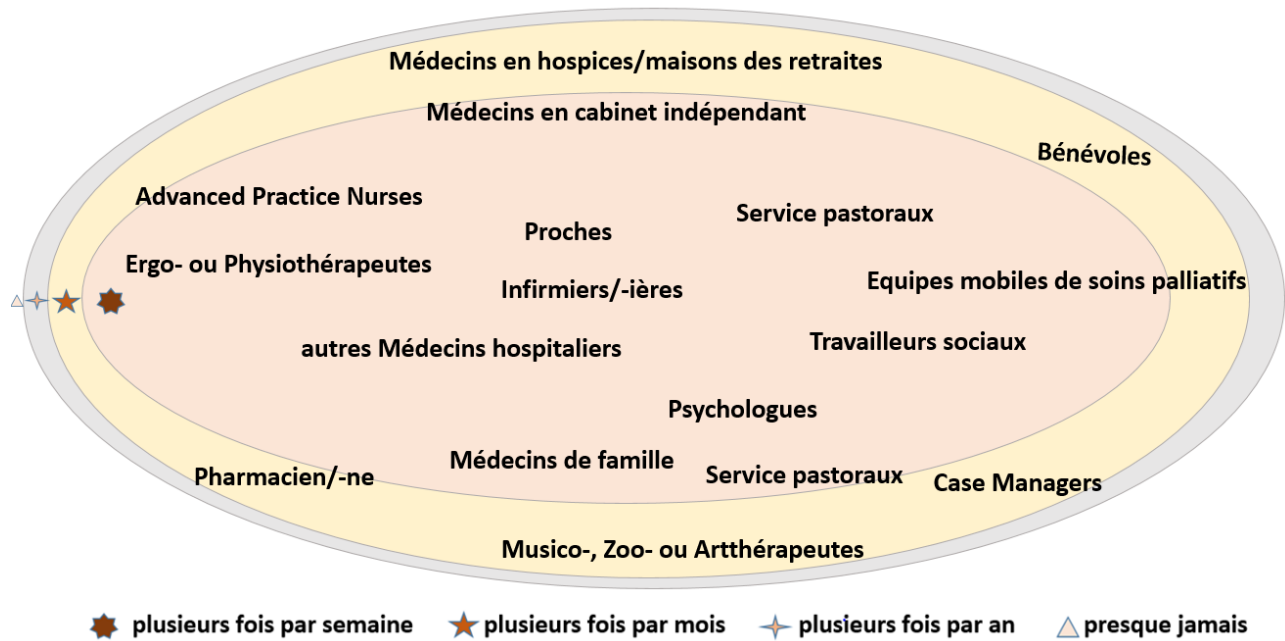 Médecins en hospices/maisons des retraites
Médecins en cabinet indépendant
Bénévoles
Advanced Practice Nurses
Service pastoraux
Proches
Ergo- ou Physiothérapeutes
Equipes mobiles de soins palliatifs
Infirmiers/-ières
Travailleurs sociaux
autres Médecins hospitaliers
Psychologues
Médecins de famille
Pharmacien/-ne
Service pastoraux
Case Managers
Musico-, Zoo- ou Artthérapeutes
plusieurs fois par semaine
plusieurs fois par mois
plusieurs fois par an
presque jamais